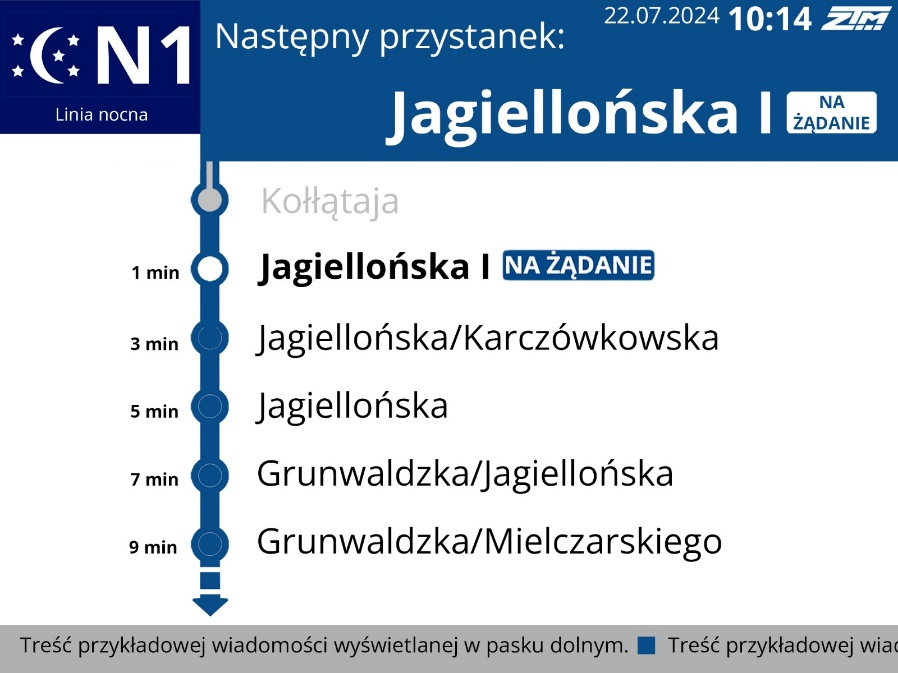 N1
Linia nocna
Następny przystanek:
22.07.2024 10:14 ZTM
Jagiellońska I NA ŻĄDANIE
Kołłątaja
1 min Jagiellońska I NA ŻĄDANIE
3 min Jagiellońska/Karczówkowska
5 min Jagiellońska
7 min Grunwaldzka/Jagiellońska
9 min Grunwaldzka/Mielczarskiego
Treść przykładowej wiadomości wyświetlanej w pasku dolnym. Treść przykładowej wiad